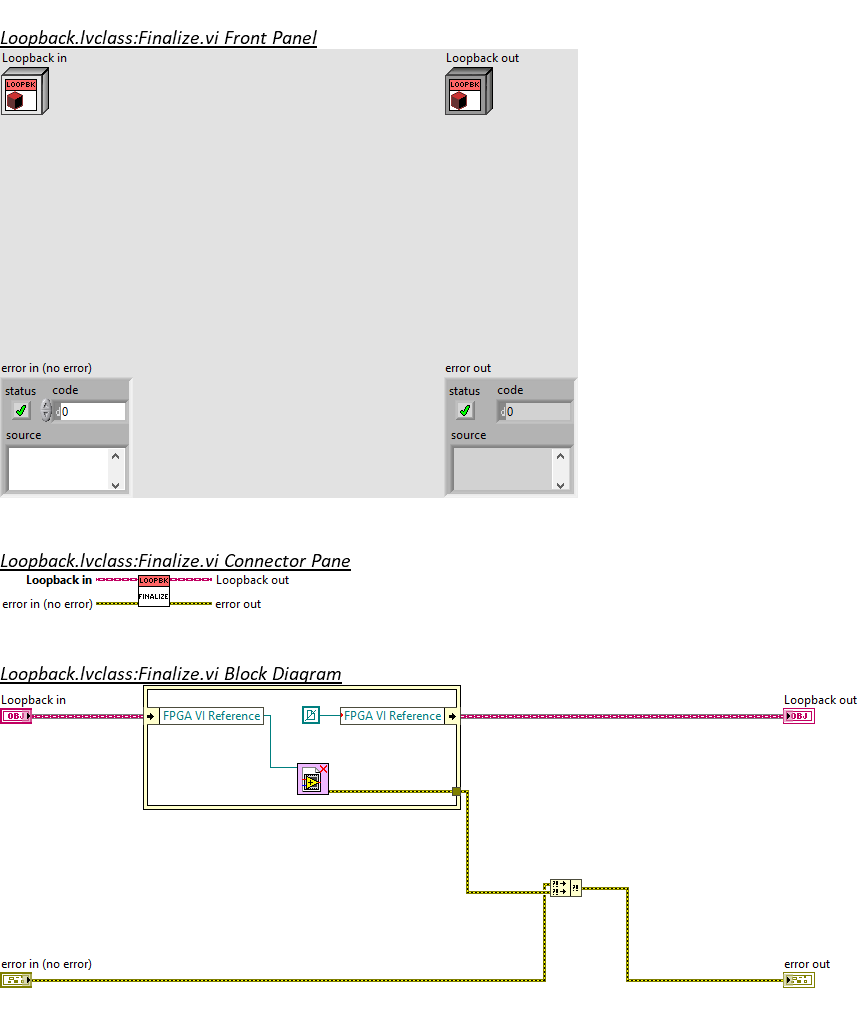 Loopback.lvclass:Finalize.vi Front Panel
Loopback in Loopback out
LOOPBK LOOPBK
error in (no error) error out
status code status code
d 0 d 0
source source
Loopback.lvclass:Finalize.vi Connector Pane
Loopback in LOOPBK Loopback out
error in (no error) FINALIZE error out
Loopback.lvclass:Finalize.vi Block Diagram
Loopback in Loopback out
OBJ FPGA VI Reference FPGA VI Reference OBJ
?! ?!
?!
error in (no error) error out